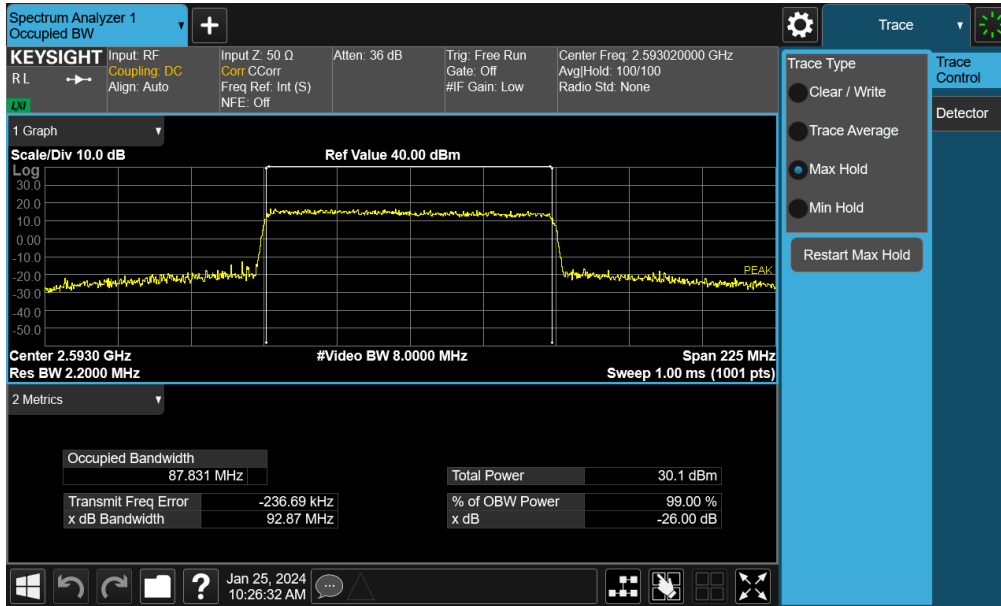 Spectrum Analyzer 1
Occupied BW
+
Trace
KEYSIGHT
RL
LXI
Input: RF
Coupling: DC
Align: Auto
Input Z: 50 Ω
Corr CCorr
Freq Ref: Int (S)
NFE: Off
Atten: 36 dB
Trig: Free Run
Gate: Off
#IF Gain: Low
Center Freq: 2.593020000 GHz
Avg|Hold: 100/100
Radio Std: None
1 Graph
Scale/Div 10.0 dB
Ref Value 40.00 dBm
Log
30.0
20.0
10.0
0.00
-10.0
-20.0
-30.0
-40.0
-50.0
PEAK
Center 2.5930 GHz
#Video BW 8.0000 MHz
Span 225 MHz
Res BW 2.2000 MHz
Sweep 1.00 ms (1001 pts)
2 Metrics
Occupied Bandwidth
87.831 MHz
Total Power 30.1 dBm
Transmit Freq Error -236.69 kHz
% of OBW Power 99.00 %
x dB Bandwidth 92.87 MHz
x dB -26.00 dB
Trace Type
Clear / Write
Trace Average
Max Hold
Min Hold
Restart Max Hold
Trace
Control
Detector
?
Jan 25, 2024
10:26:32 AM